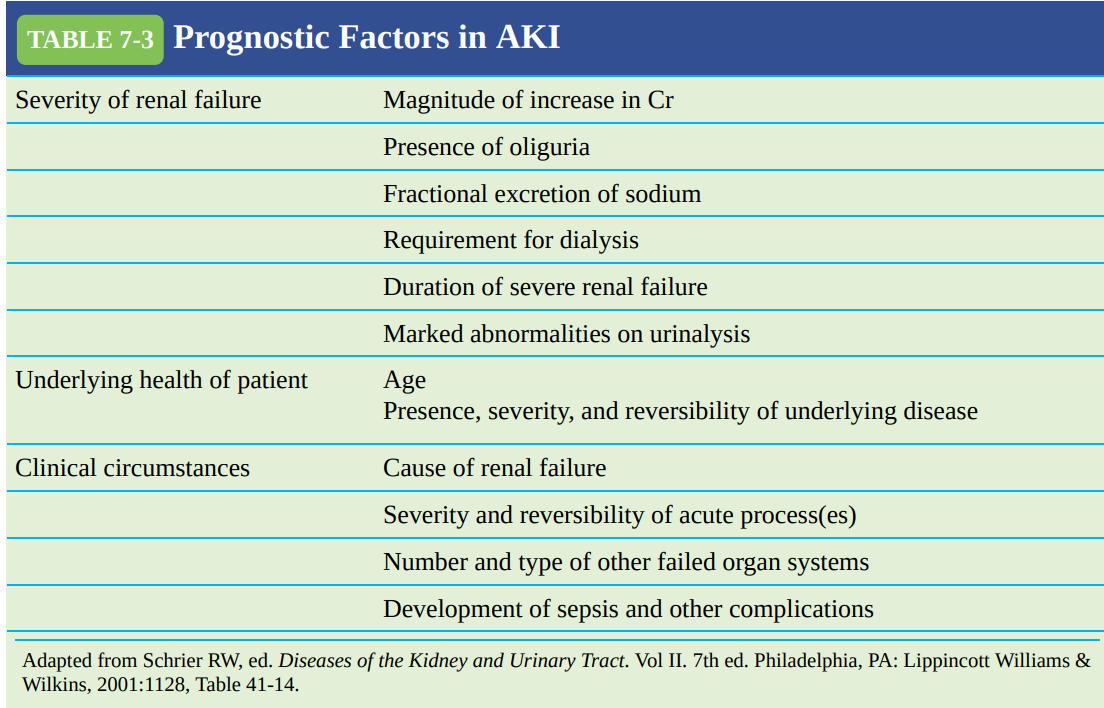 TABLE 7-3 Prognostic Factors in AKI
Severity of renal failure Magnitude of increase in Cr
Presence of oliguria
Fractional excretion of sodium
Requirement for dialysis
Duration of severe renal failure
Marked abnormalities on urinalysis
Underlying health of patient Age
Presence, severity, and reversibility of underlying disease
Clinical circumstances Cause of renal failure
Severity and reversibility of acute process(es)
Number and type of other failed organ systems
Development of sepsis and other complications
Adapted from Schrier RW, ed. Diseases of the Kidney and Urinary Tract. Vol II. 7th ed. Philadelphia, PA: Lippincott Williams &
Wilkins, 2001:1128, Table 41-14.